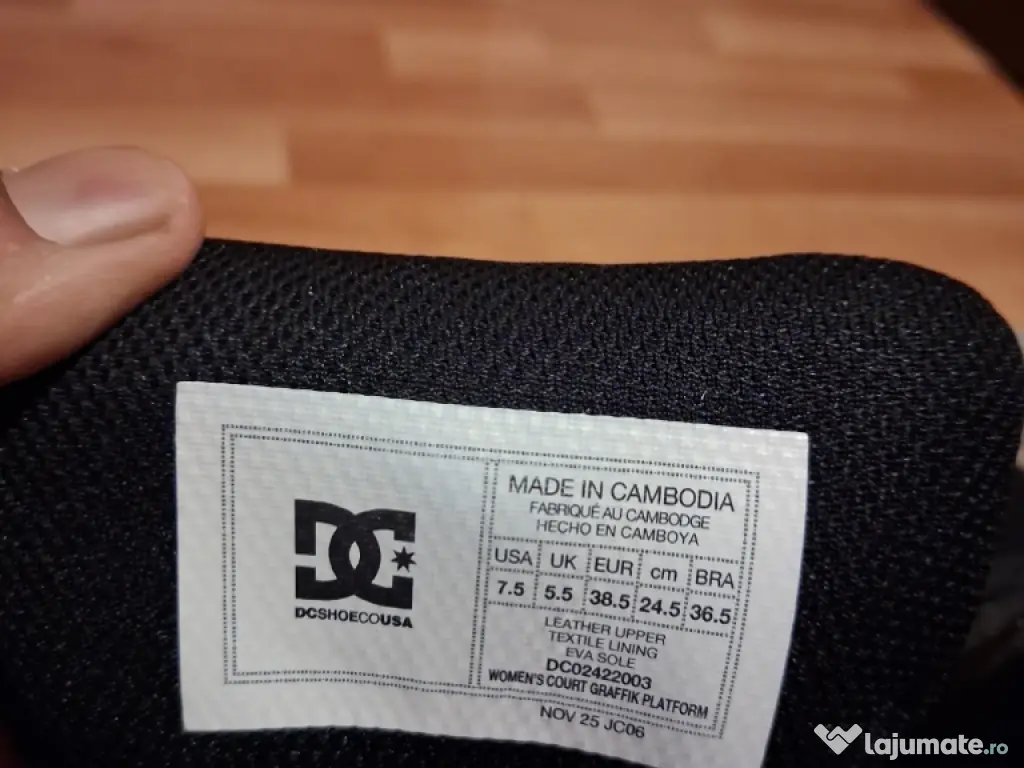 DC
DCSHOECOUSA
MADE IN CAMBODIA
FABRIQUÉ AU CAMBODGE
HECHO EN CAMBOYA
USA UK EUR cm BRA
7.5 5.5 38.5 24.5 36.5
LEATHER UPPER
TEXTILE LINING
EVA SOLE
DC02422003
WOMEN'S COURT GRAFFIK PLATFORM
NOV 25 JC06
lajumate.ro